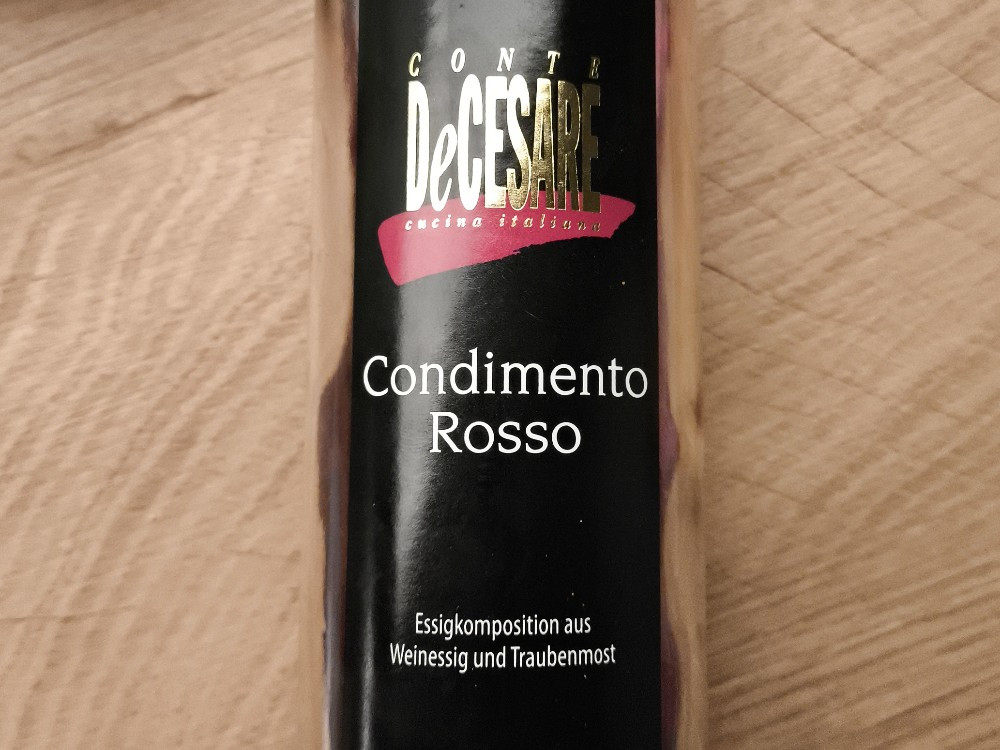 CONTE
DeCESARE
cucina italiana
Condimento
Rosso
Essigkomposition aus
Weinessig und Traubenmost